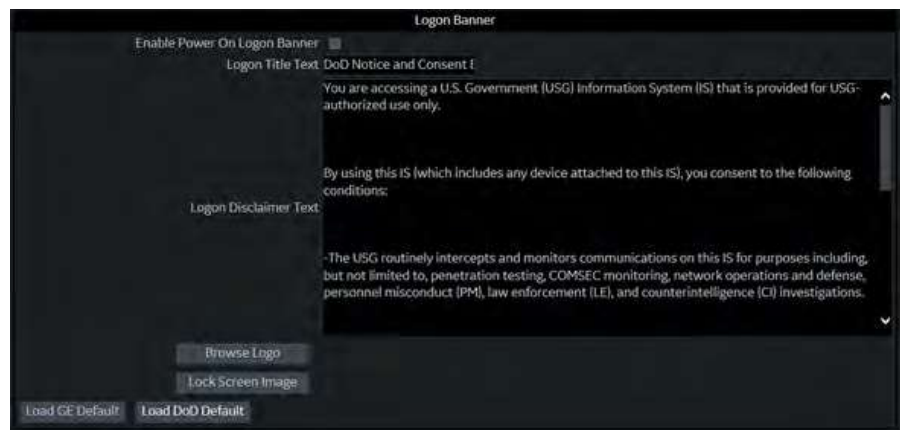 Logon Banner
Enable Power On Logon Banner
Logon Title Text DoD Notice and Consent
You are accessing a U.S. Government (USG) Information System (IS) that is provided for USG-
authorized use only.
By using this IS (which includes any device attached to this IS), you consent to the following
conditions:
Logon Disclaimer Text
-The USG routinely intercepts and monitors communications on this IS for purposes including,
but not limited to, penetration testing, COMSEC monitoring, network operations and defense,
personnel misconduct (PM), law enforcement (LE), and counterintelligence (CI) investigations.
Browse Logo
Lock Screen Image
Load GE Default Load DoD Default